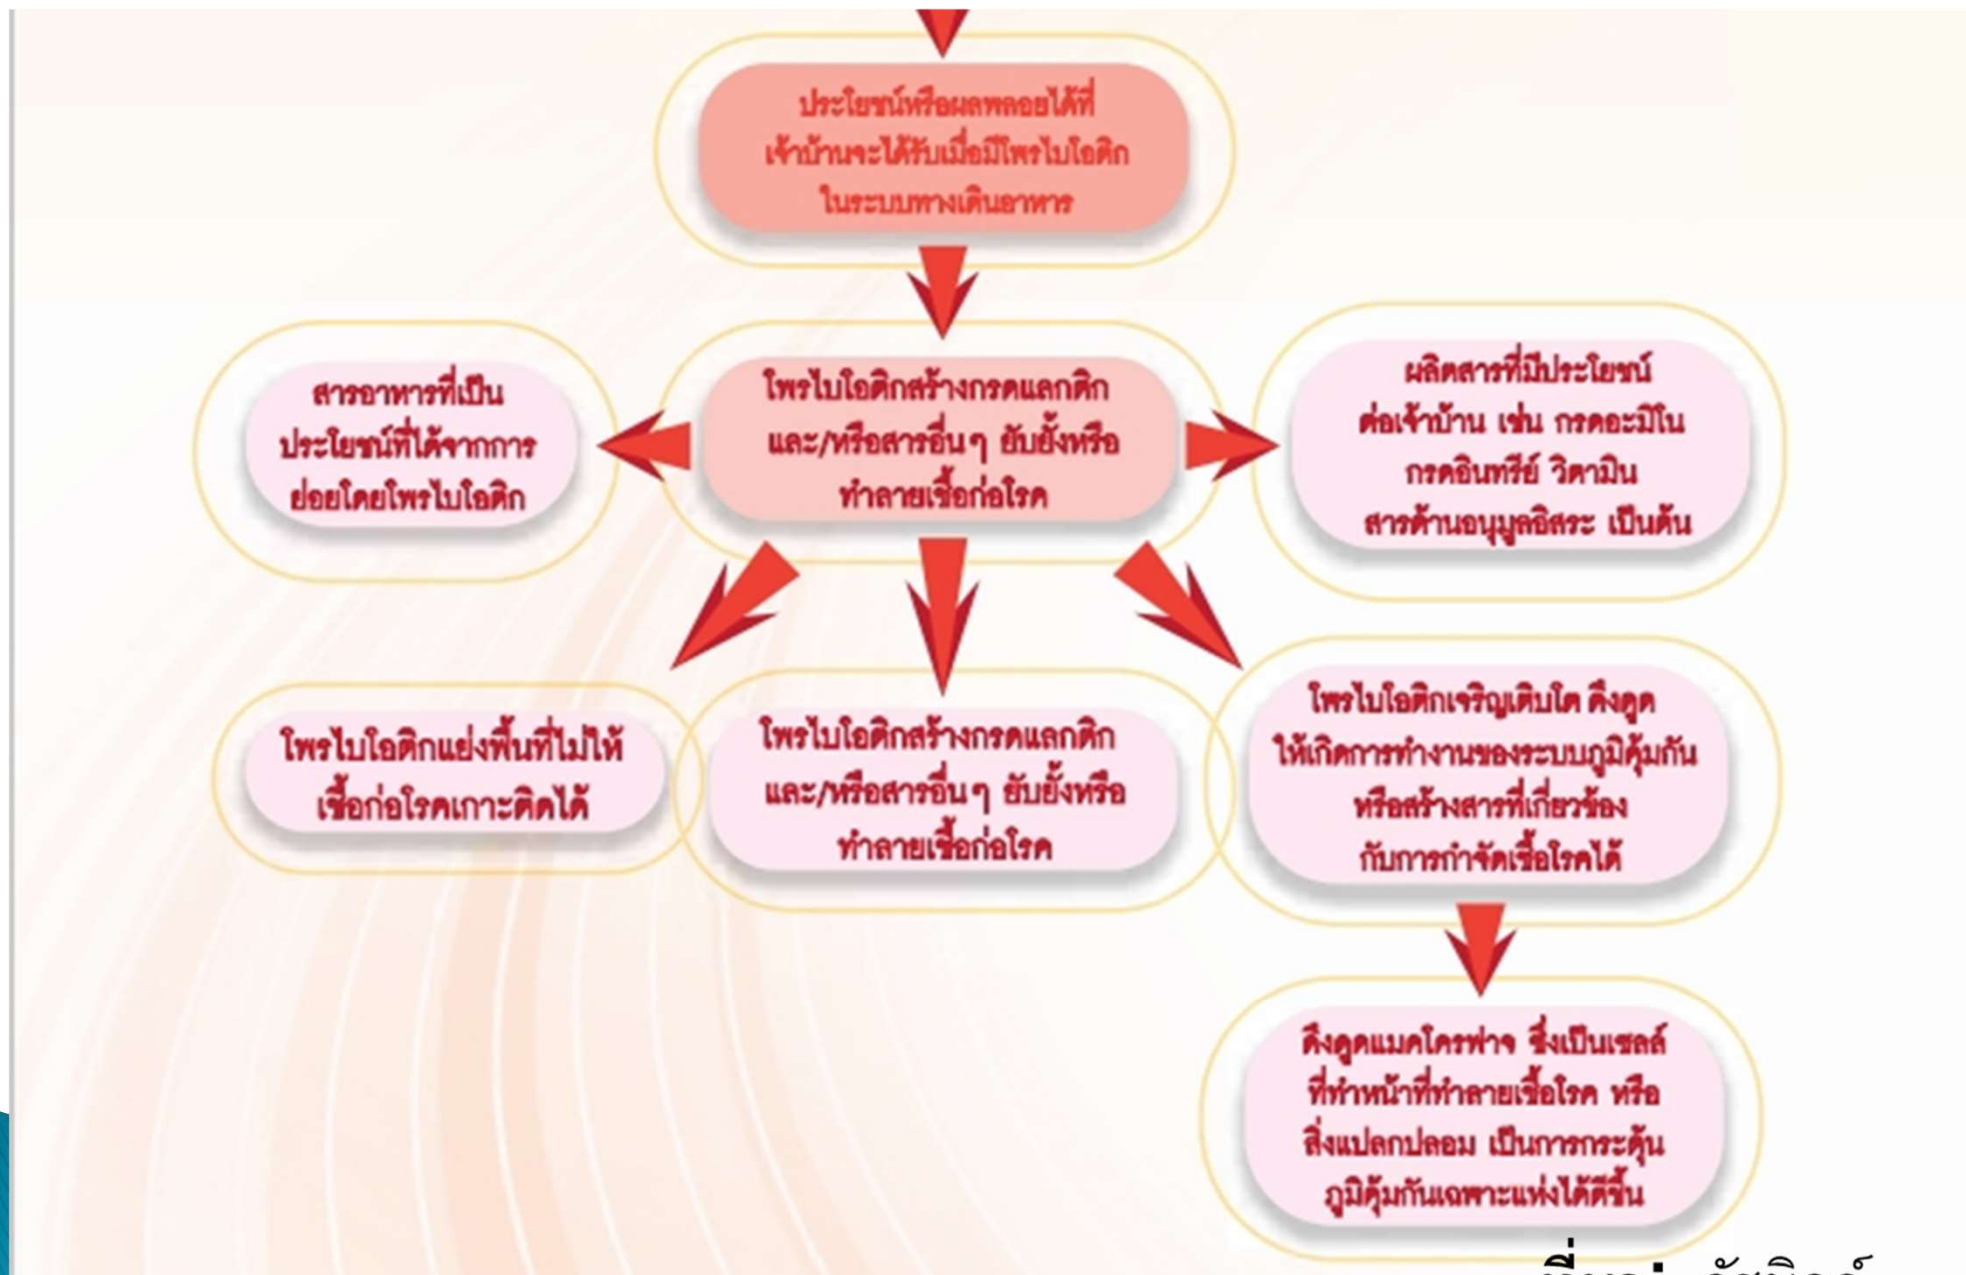 ประโยชน์หรือผลพลอยได้ที่
เจ้าบ้านจะได้รับเมื่อมีโพรไบโอติก
ในระบบทางเดินอาหาร
สารอาหารที่เป็น
ประโยชน์ที่ได้จากการ
ย่อยโดยโพรไบโอติก
โพรไบโอติกสร้างกรดแลกติก
และ/หรือสารอื่นๆ ยับยั้งหรือ
ทำลายเชื้อก่อโรค
ผลิตสารที่มีประโยชน์
ต่อเจ้าบ้าน เช่น กรดอะมิโน
กรดอินทรีย์ วิตามิน
สารต้านอนุมูลอิสระ เป็นต้น
โพรไบโอติกแย่งพื้นที่ไม่ให้
เชื้อก่อโรคเกาะติดได้
โพรไบโอติกสร้างกรดแลกติก
และ/หรือสารอื่นๆ ยับยั้งหรือ
ทำลายเชื้อก่อโรค
โพรไบโอติกเจริญเติบโต ดึงดูด
ให้เกิดการทำงานของระบบภูมิคุ้มกัน
หรือสร้างสารที่เกี่ยวข้อง
กับการกำจัดเชื้อโรคได้
ดึงดูดแมคโครฟาจ ซึ่งเป็นเซลล์
ที่ทำหน้าที่ทำลายเชื้อโรค หรือ
สิ่งแปลกปลอม เป็นการกระตุ้น
ภูมิคุ้มกันเฉพาะแห่งได้ดีขึ้น